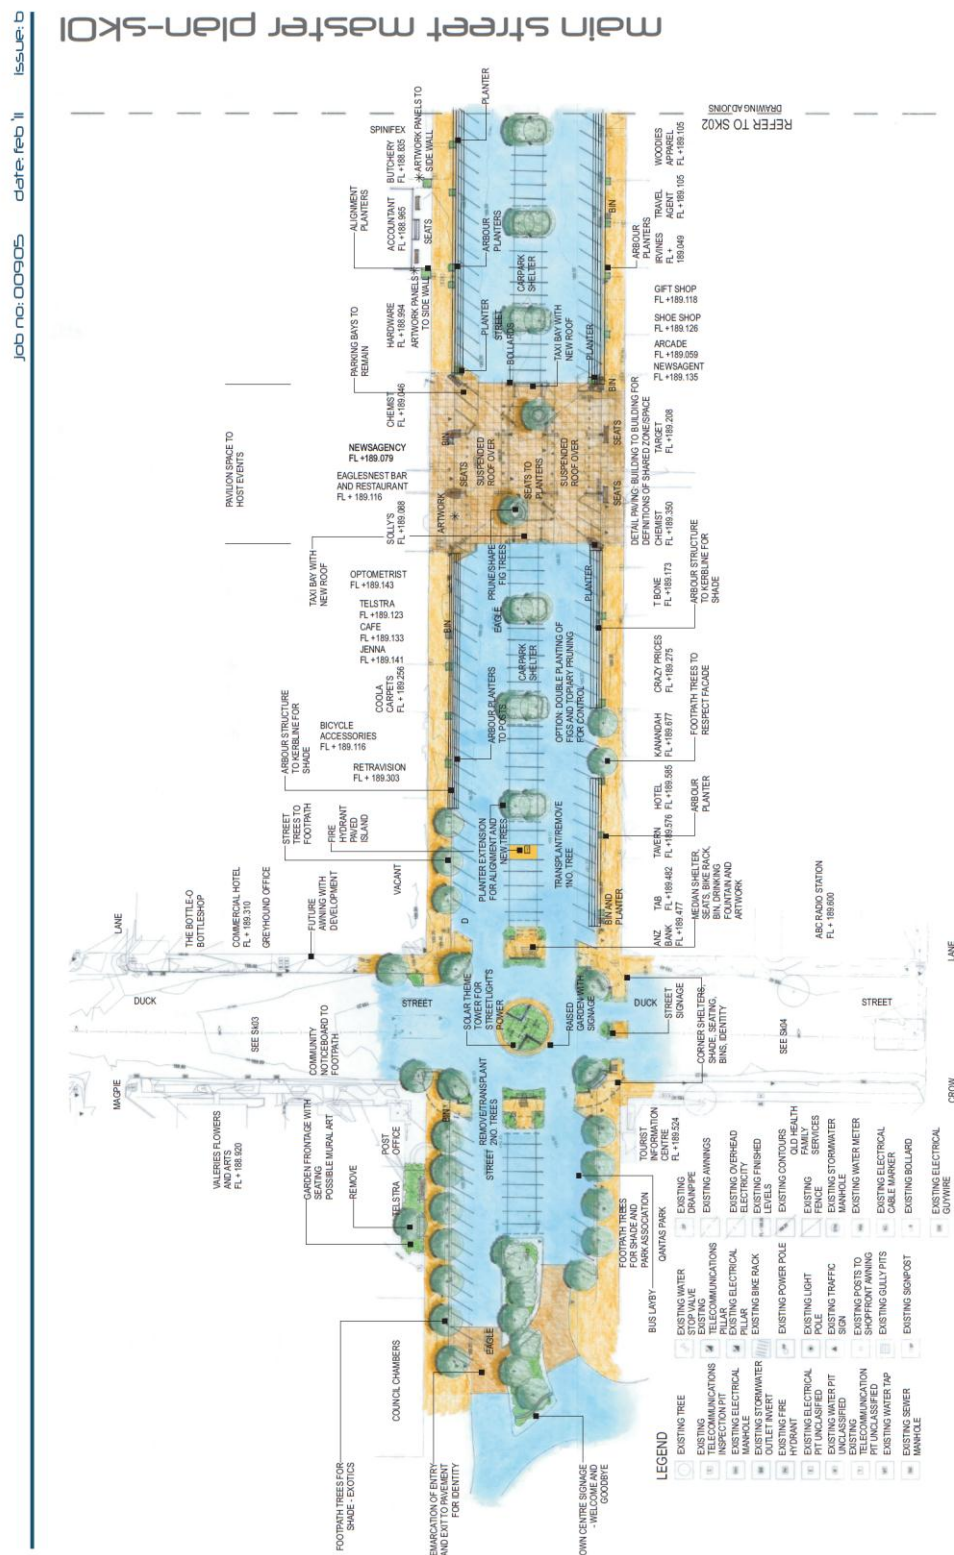 main street master plan-sk01
job no: 00905 date: feb '11 issue: b
REFER TO SK02
DRAWING ADJOINS
PLANTER
SPINIFEX
BUTCHERY
FL +188.835
ARTWORK PANELS TO
SIDE WALL
ALIGNMENT
PLANTERS
ACCOUNTANT
FL +188.965
SEATS
ARBOUR
PLANTERS
CARPARK
SHELTER
HARDWARE
FL +188.994
ARTWORK PANELS
TO SIDE WALL
PARKING BAYS TO
REMAIN
PLANTER
STREET
BOLLARDS
TAXI BAY WITH
NEW ROOF
PLANTER
CHEMIST
FL +189.046
PAVILION SPACE TO
HOST EVENTS
NEWSAGENCY
FL +189.079
EAGLESNEST BAR
AND RESTAURANT
FL + 189.116
SOLLY'S
FL +189.068
TAXI BAY WITH
NEW ROOF
BIN
SEATS
SUSPENDED
ROOF OVER
ARTWORK
SEATS TO
PLANTERS
SUSPENDED
ROOF OVER
SEATS
SEATS
BIN
WOODIES
APPAREL
FL +189.105
TRAVEL
AGENT
FL +189.105
BIN
IRVINES
FL +
189.049
ARBOUR
PLANTERS
GIFT SHOP
FL +189.118
SHOE SHOP
FL +189.126
ARCADE
FL +189.059
NEWSAGENT
FL +189.135
DETAIL PAVING: BUILDING TO BUILDING FOR
DEFINITIONS OF SHARED ZONE/SPACE
TARGET
FL +189.208
CHEMIST
FL +189.350
OPTOMETRIST
FL +189.143
TELSTRA
FL +189.123
CAFE
FL +189.133
JENNA
FL +189.141
COOLA
CARPETS
FL + 189.256
BIN
PRUNE/SHAPE
FIG TREES
EAGLE
PLANTER
CARPARK
SHELTER
ARBOUR PLANTERS
TO POSTS
OPTION: DOUBLE PLANTING OF
FIGS AND TOPIARY PRUNING
FOR CONTROL
T BONE
FL +189.173
ARBOUR STRUCTURE
TO KERBLINE FOR
SHADE
CRAZY PRICES
FL +189.275
FOOTPATH TREES TO
RESPECT FACADE
KANANDAH
FL +189.677
HOTEL
FL +189.585
ARBOUR
PLANTER
TAVERN
FL +189.576
TAB
FL +189.482
ANZ
BANK
FL +189.477
MEDIAN SHELTER,
SEATS, BIKE RACK,
BIN, DRINKING
FOUNTAIN AND
ARTWORK
BIN AND
PLANTER
ARBOUR STRUCTURE
TO KERBLINE FOR
SHADE
BICYCLE
ACCESSORIES
FL + 189.116
RETRAVISION
FL + 189.303
STREET
TREES TO
FOOTPATH
FIRE
HYDRANT
PAVED
ISLAND
VACANT
PLANTER EXTENSION
FOR ALIGNMENT AND
NEW TREES
TRANSPLANT/REMOVE
1NO. TREE
FUTURE
AWNING WITH
DEVELOPMENT
GREYHOUND OFFICE
COMMERCIAL HOTEL
FL + 189.310
THE BOTTLE-O
BOTTLESHOP
LANE
DUCK
STREET
SEE Sk03
MAGPIE
COMMUNITY
NOTICEBOARD TO
FOOTPATH
D
SOLAR THEME
TOWER FOR
STREETLIGHT'S
POWER
RAISED
GARDEN WITH
SIGNAGE
DUCK
STREET
STREET
SIGNAGE
CORNER SHELTERS,
SHADE, SEATING,
BINS, IDENTITY
ABC RADIO STATION
FL + 189.600
LANE
SEE Sk04
CROW
VALERIES FLOWERS
AND ARTS
FL + 188.920
GARDEN FRONTAGE WITH
SEATING
POSSIBLE MURAL ART
REMOVE
POST
OFFICE
TELSTRA
BIN
REMOVE/TRANSPLANT
2NO. TREES
STREET
TOURIST
INFORMATION
CENTRE
FL +189.524
FOOTPATH TREES
FOR SHADE AND
PARK ASSOCIATION
QANTAS PARK
BUS LAYBY
COUNCIL CHAMBERS
EAGLE
FOOTPATH TREES FOR
SHADE - EXOTICS
EMARCATION OF ENTRY
AND EXIT TO PAVEMENT
FOR IDENTITY
OWN CENTRE SIGNAGE
- WELCOME AND
GOODBYE
LEGEND
EXISTING TREE
EXISTING
TELECOMMUNICATIONS
INSPECTION PIT
EXISTING ELECTRICAL
MANHOLE
EXISTING STORMWATER
OUTLET INVERT
EXISTING FIRE
HYDRANT
EXISTING ELECTRICAL
PIT UNCLASSIFIED
EXISTING WATER PIT
UNCLASSIFIED
EXISTING
TELECOMMUNICATION
PIT UNCLASSIFIED
EXISTING WATER TAP
EXISTING SEWER
MANHOLE
EXISTING WATER
STOP VALVE
EXISTING
TELECOMMUNICATIONS
PILLAR
EXISTING ELECTRICAL
PILLAR
EXISTING BIKE RACK
EXISTING POWER POLE
EXISTING LIGHT
POLE
EXISTING TRAFFIC
SIGN
EXISTING POSTS TO
SHOPFRONT AWNING
EXISTING GULLY PITS
EXISTING SIGNPOST
EXISTING
DRAINPIPE
EXISTING AWNINGS
EXISTING OVERHEAD
ELECTRICITY
EXISTING FINISHED
LEVELS
EXISTING CONTOURS
QLD HEALTH
FAMILY
SERVICES
EXISTING
FENCE
EXISTING STORMWATER
MANHOLE
EXISTING WATER METER
EXISTING ELECTRICAL
CABLE MARKER
EXISTING BOLLARD
EXISTING ELECTRICAL
GUYWIRE